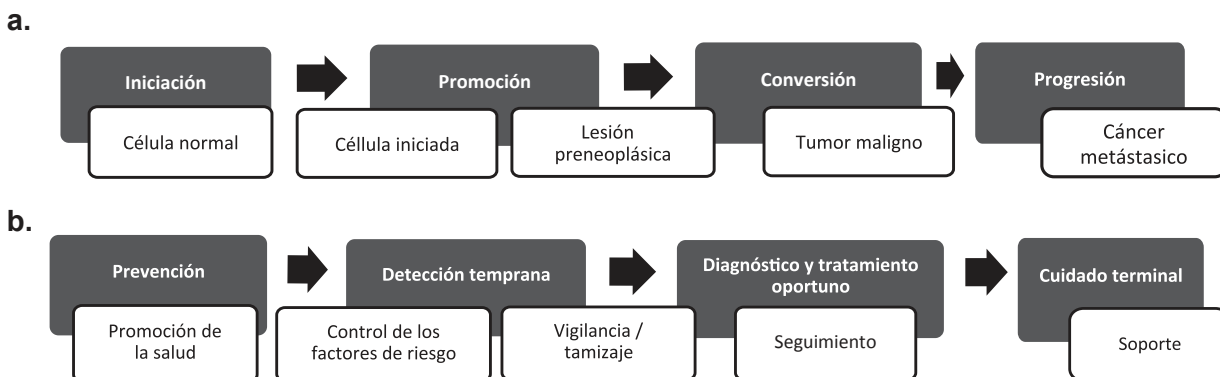 a.
Iniciación
Célula normal
Promoción
Céllula iniciada
Lesión
preneoplásica
Conversión
Tumor maligno
Progresión
Cáncer
metástasico
b.
Prevención
Promoción de
la salud
Detección temprana
Control de los
factores de riesgo
Vigilancia /
tamizaje
Diagnóstico y tratamiento
oportuno
Seguimiento
Cuidado terminal
Soporte